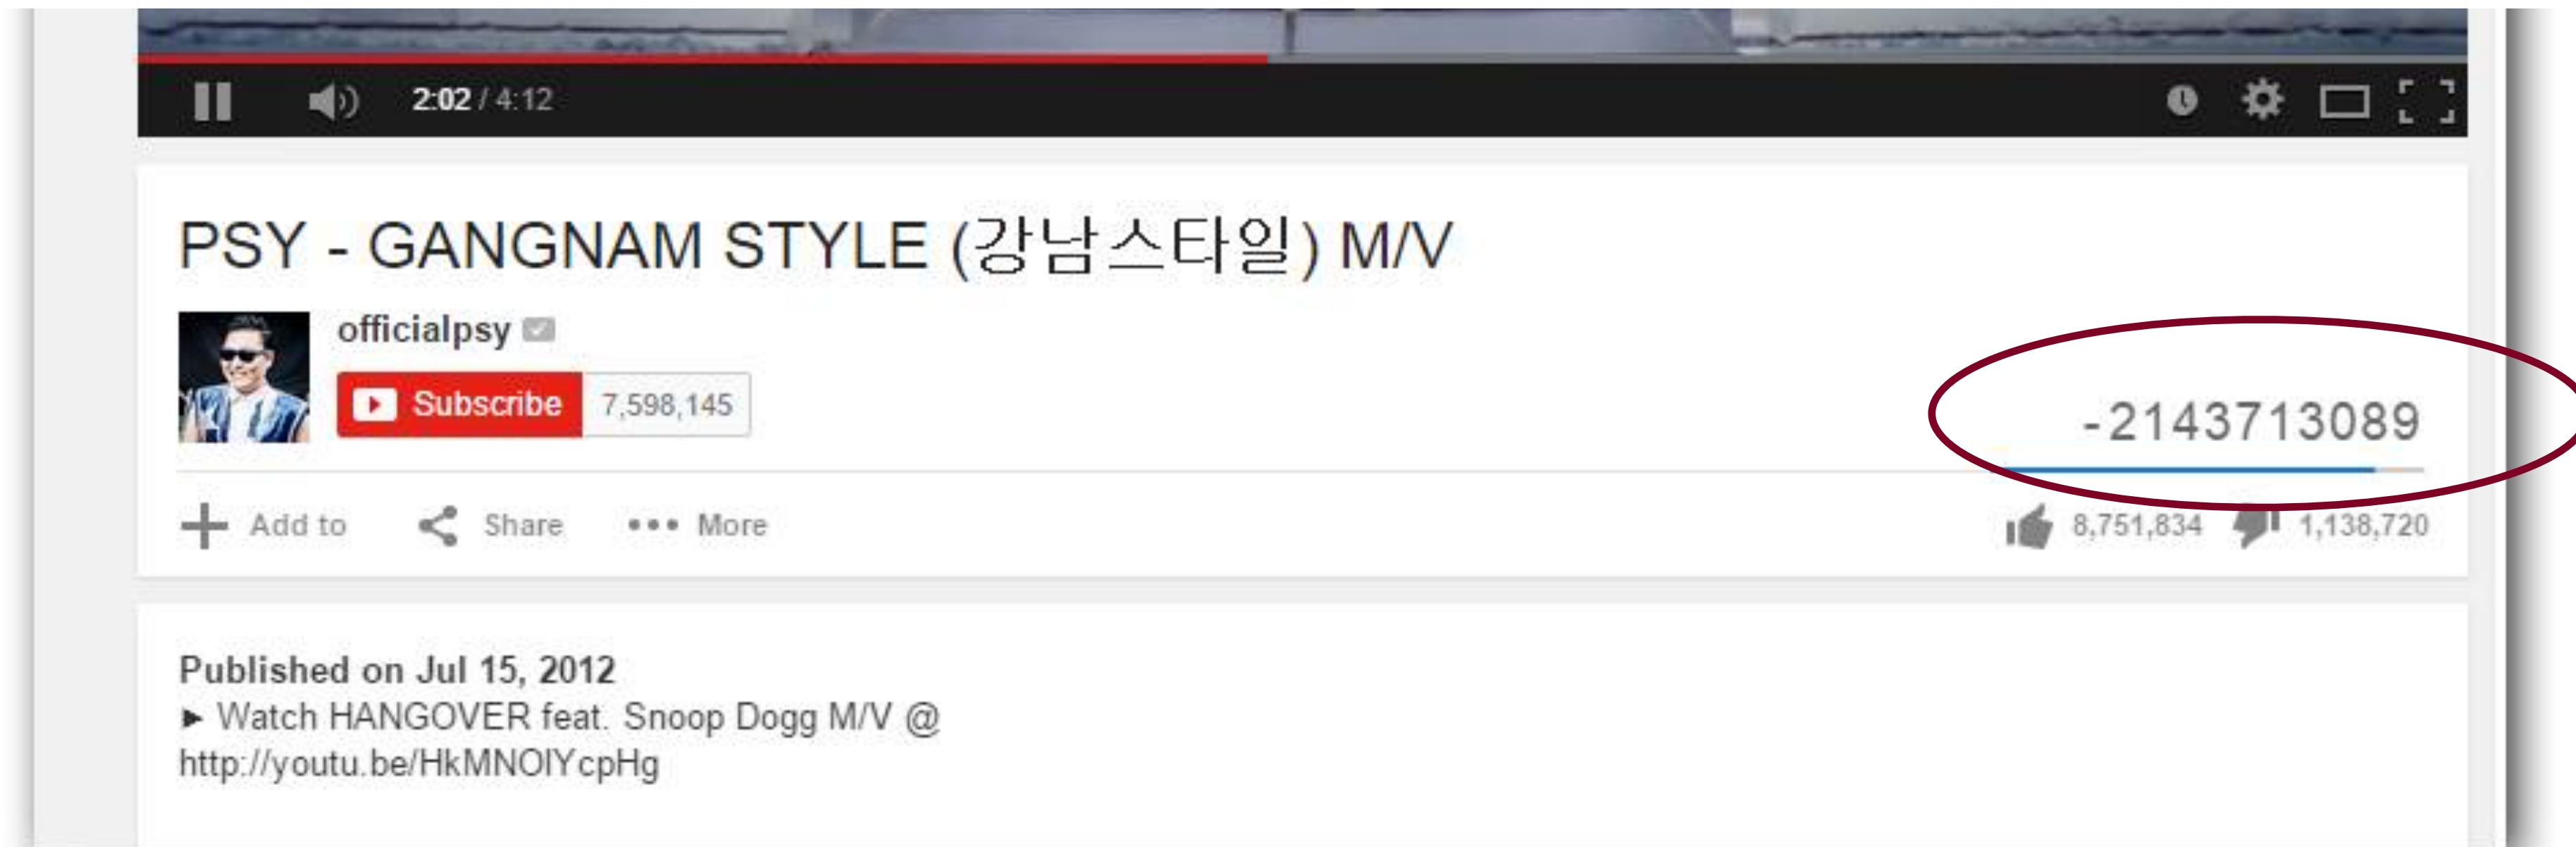 2:02 / 4:12
PSY - GANGNAM STYLE (강남스타일) M/V
officialpsy
Subscribe 7,598,145
-2143713089
Add to Share More
8,751,834 1,138,720
Published on Jul 15, 2012
► Watch HANGOVER feat. Snoop Dogg M/V @
http://youtu.be/HkMNOIYcpHg